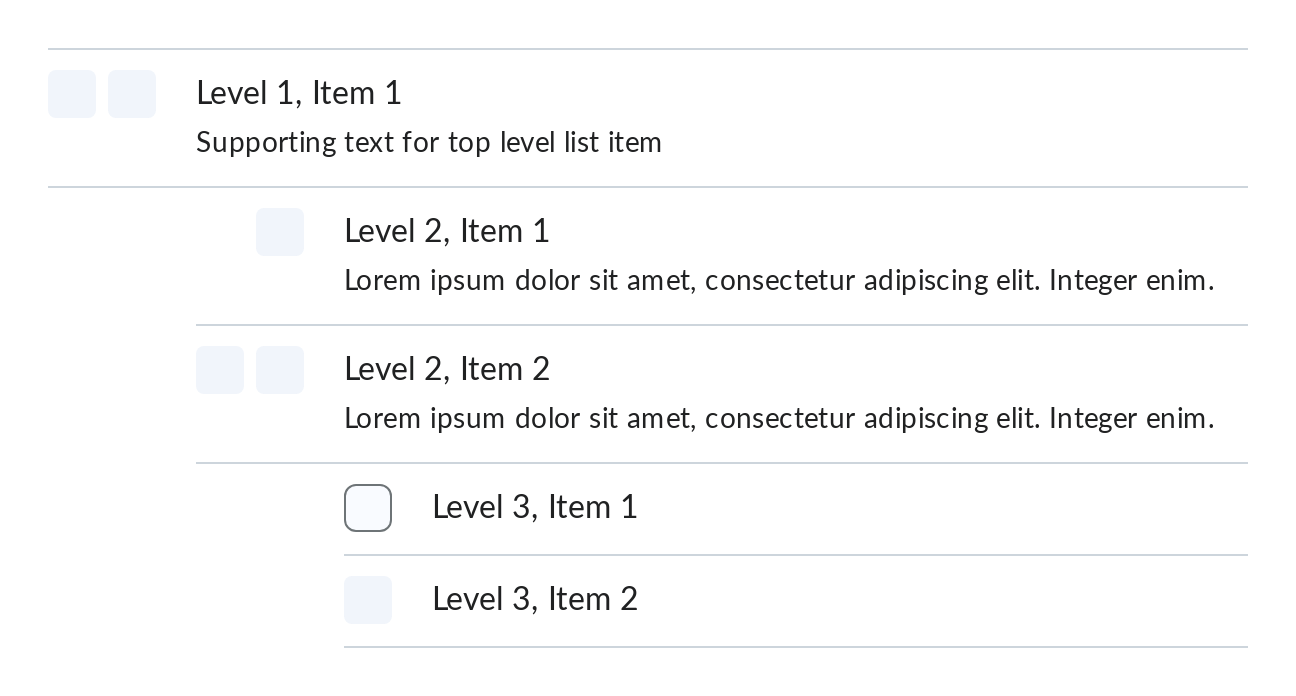 Level 1, Item 1
Supporting text for top level list item
Level 2, Item 1
Lorem ipsum dolor sit amet, consectetur adipiscing elit. Integer enim.
Level 2, Item 2
Lorem ipsum dolor sit amet, consectetur adipiscing elit. Integer enim.
Level 3, Item 1
Level 3, Item 2